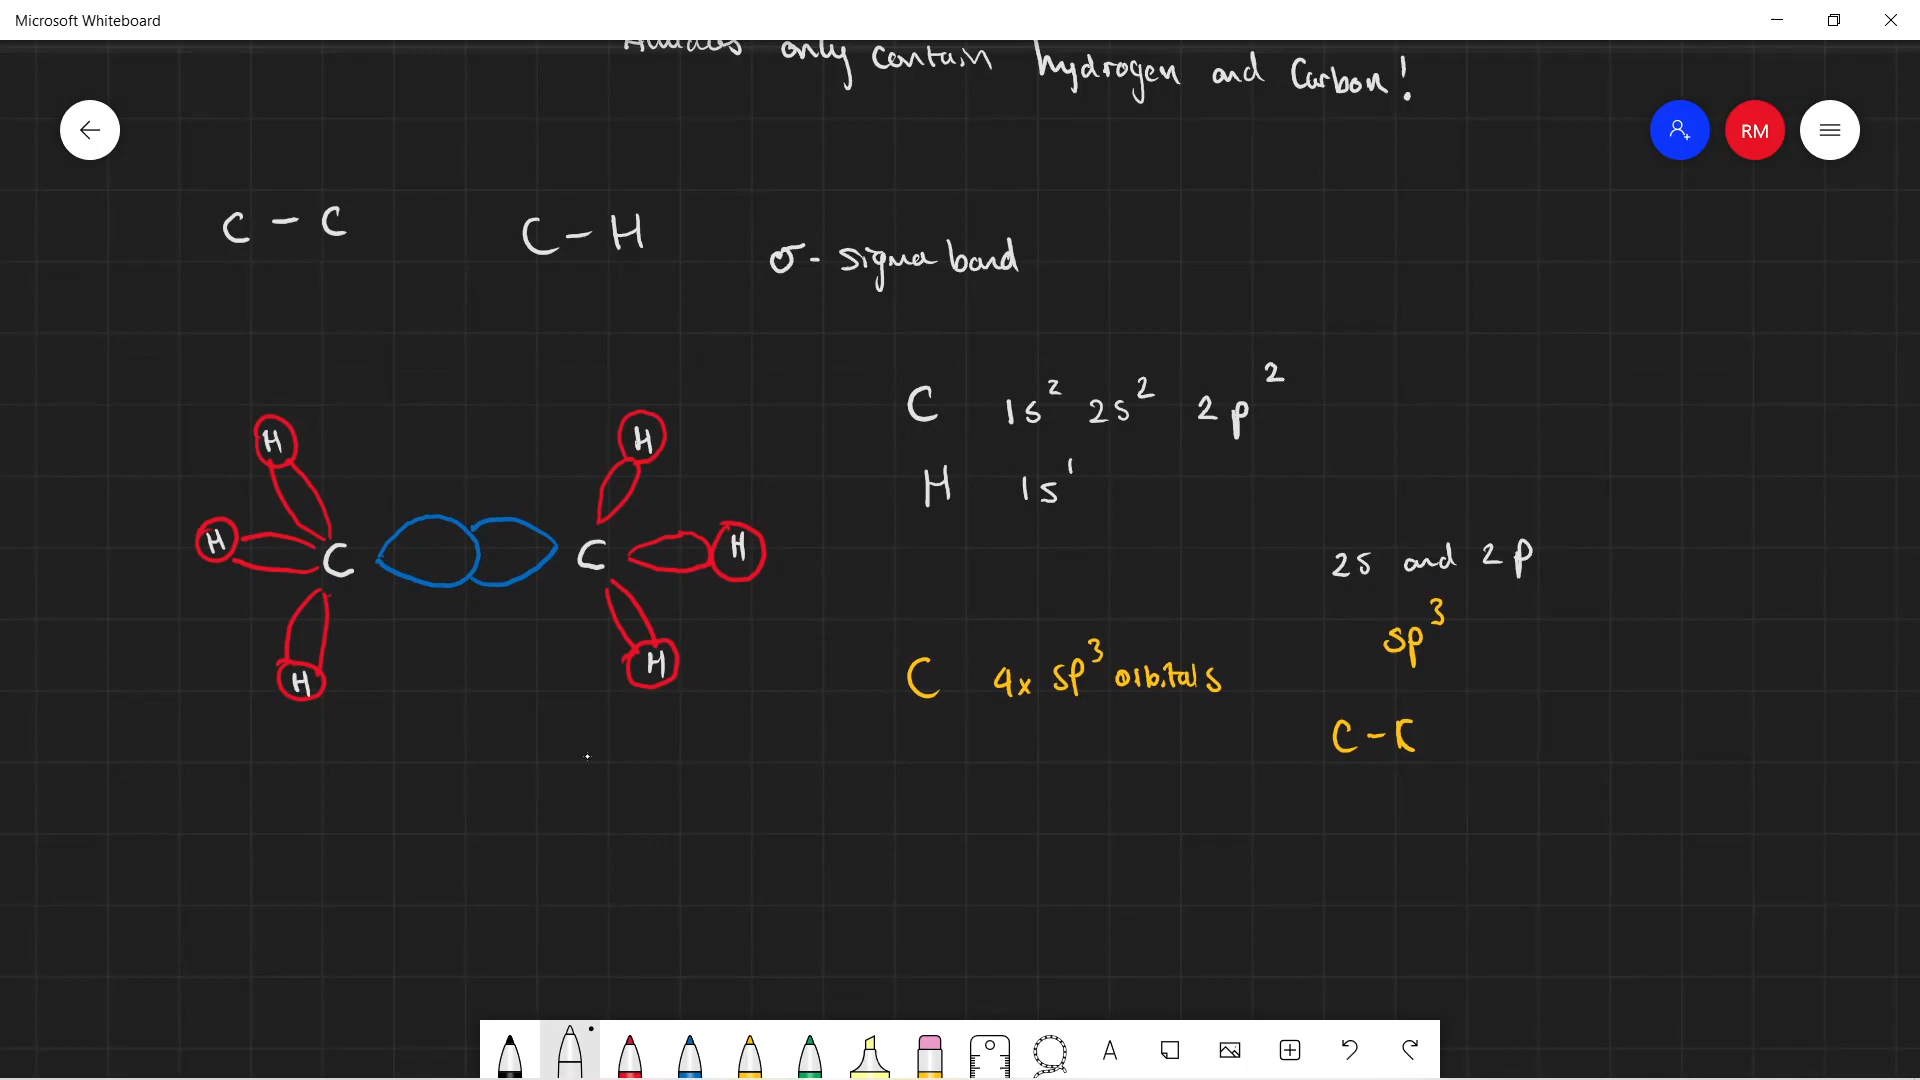 Microsoft Whiteboard
only contain hydrogen and Carbon!
RM
C - C
C - H
σ - sigma bond
C 1s² 2s² 2p²
H 1s¹
H
H
H
C
C
H
H
H
2s and 2p
sp³
C 4x sp³ orbitals
C - C
A